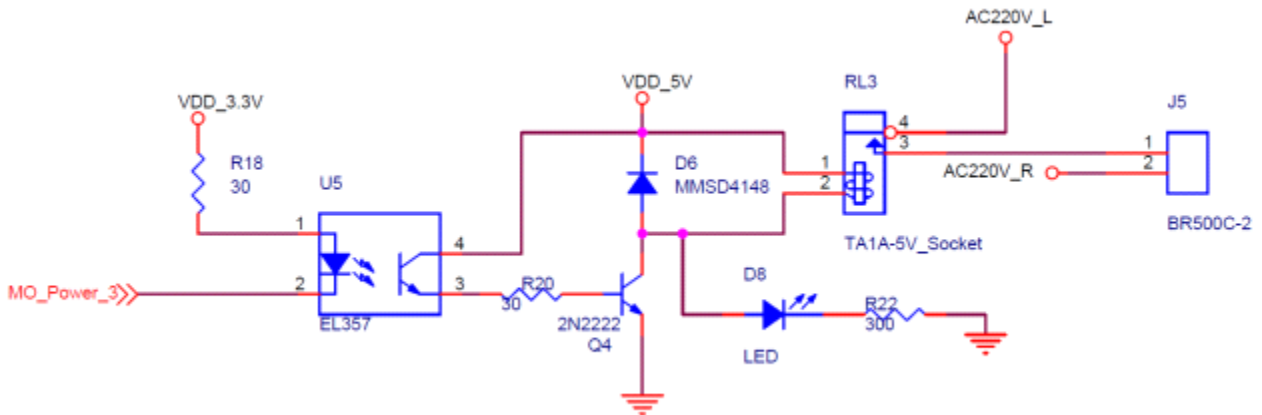 AC220V_L
VDD_5V
RL3
VDD_3.3V
J5
4
3
1
2
R18
30
D6
MMSD4148
1
2
AC220V_R
U5
BR500C-2
1
4
TA1A-5V_Socket
D8
2
3
R20
30
MO_Power_3
R22
300
2N2222
Q4
EL357
LED